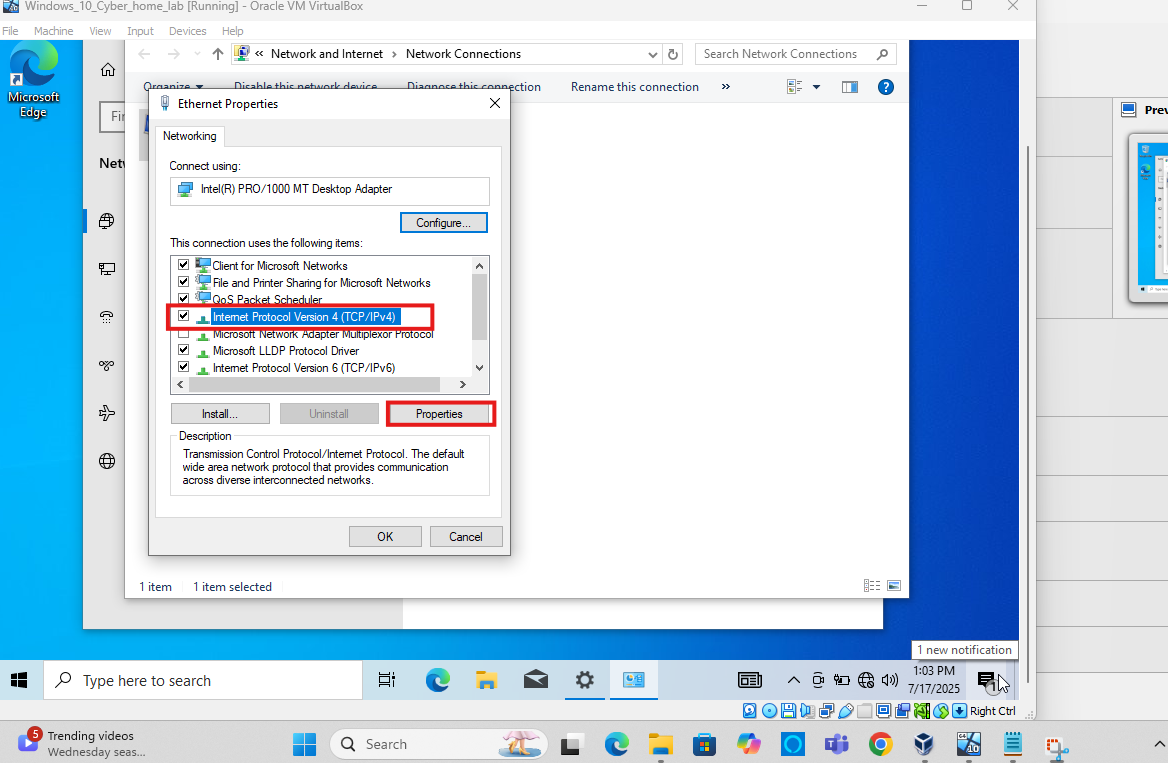 Windows_10_Cyber_home_lab [Running] - Oracle VM VirtualBox
File Machine View Input Devices Help
Microsoft
Edge
« Network and Internet › Network Connections
Search Network Connections
Organize
Disable this network device
Diagnose this connection
Rename this connection
»
Ethernet Properties
Networking
Connect using:
Intel(R) PRO/1000 MT Desktop Adapter
Configure...
This connection uses the following items:
Client for Microsoft Networks
File and Printer Sharing for Microsoft Networks
QoS Packet Scheduler
Internet Protocol Version 4 (TCP/IPv4)
Microsoft Network Adapter Multiplexor Protocol
Microsoft LLDP Protocol Driver
Internet Protocol Version 6 (TCP/IPv6)
Install...
Uninstall
Properties
Description
Transmission Control Protocol/Internet Protocol. The default
wide area network protocol that provides communication
across diverse interconnected networks.
OK
Cancel
1 item
1 item selected
1 new notification
Type here to search
1:03 PM
7/17/2025
1
Right Ctrl
5
Trending videos
Wednesday seas...
Search
10